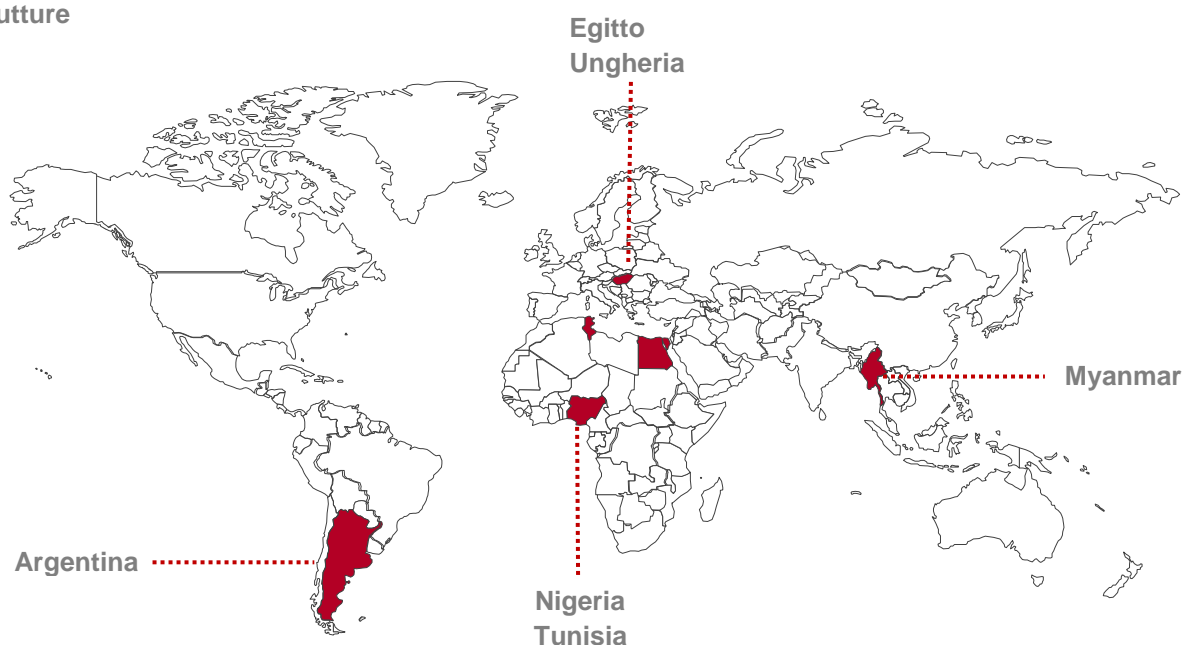 utture
Egitto
Ungheria
Myanmar
Argentina
Nigeria
Tunisia